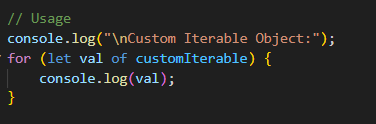 // Usage
console.log("\nCustom Iterable Object:");
for (let val of customIterable) {
    console.log(val);
}